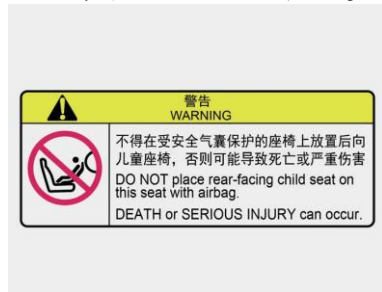 警告
WARNING
不得在受安全气囊保护的座椅上放置后向
儿童座椅，否则可能导致死亡或严重伤害
DO NOT place rear-facing child seat on
this seat with airbag.
DEATH or SERIOUS INJURY can occur.